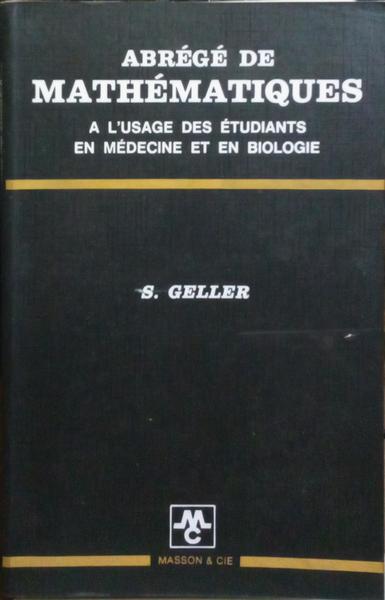 ABRÉGÉ DE
MATHÉMATIQUES
A L'USAGE DES ÉTUDIANTS
EN MÉDECINE ET EN BIOLOGIE
S. GELLER
MC
MASSON & CIE